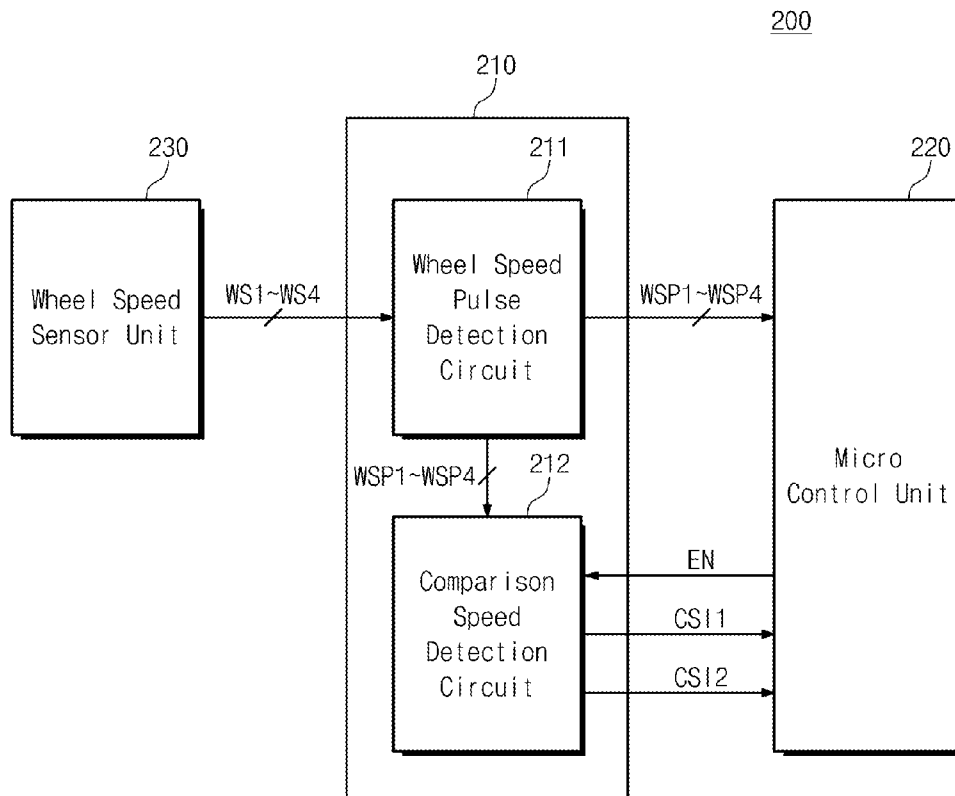 200
210
230
211
220
Wheel Speed
Sensor Unit
WS1~WS4
Wheel Speed
Pulse
Detection
Circuit
WSP1~WSP4
WSP1~WSP4
212
Micro
Control Unit
Comparison
Speed
Detection
Circuit
EN
CSI1
CSI2